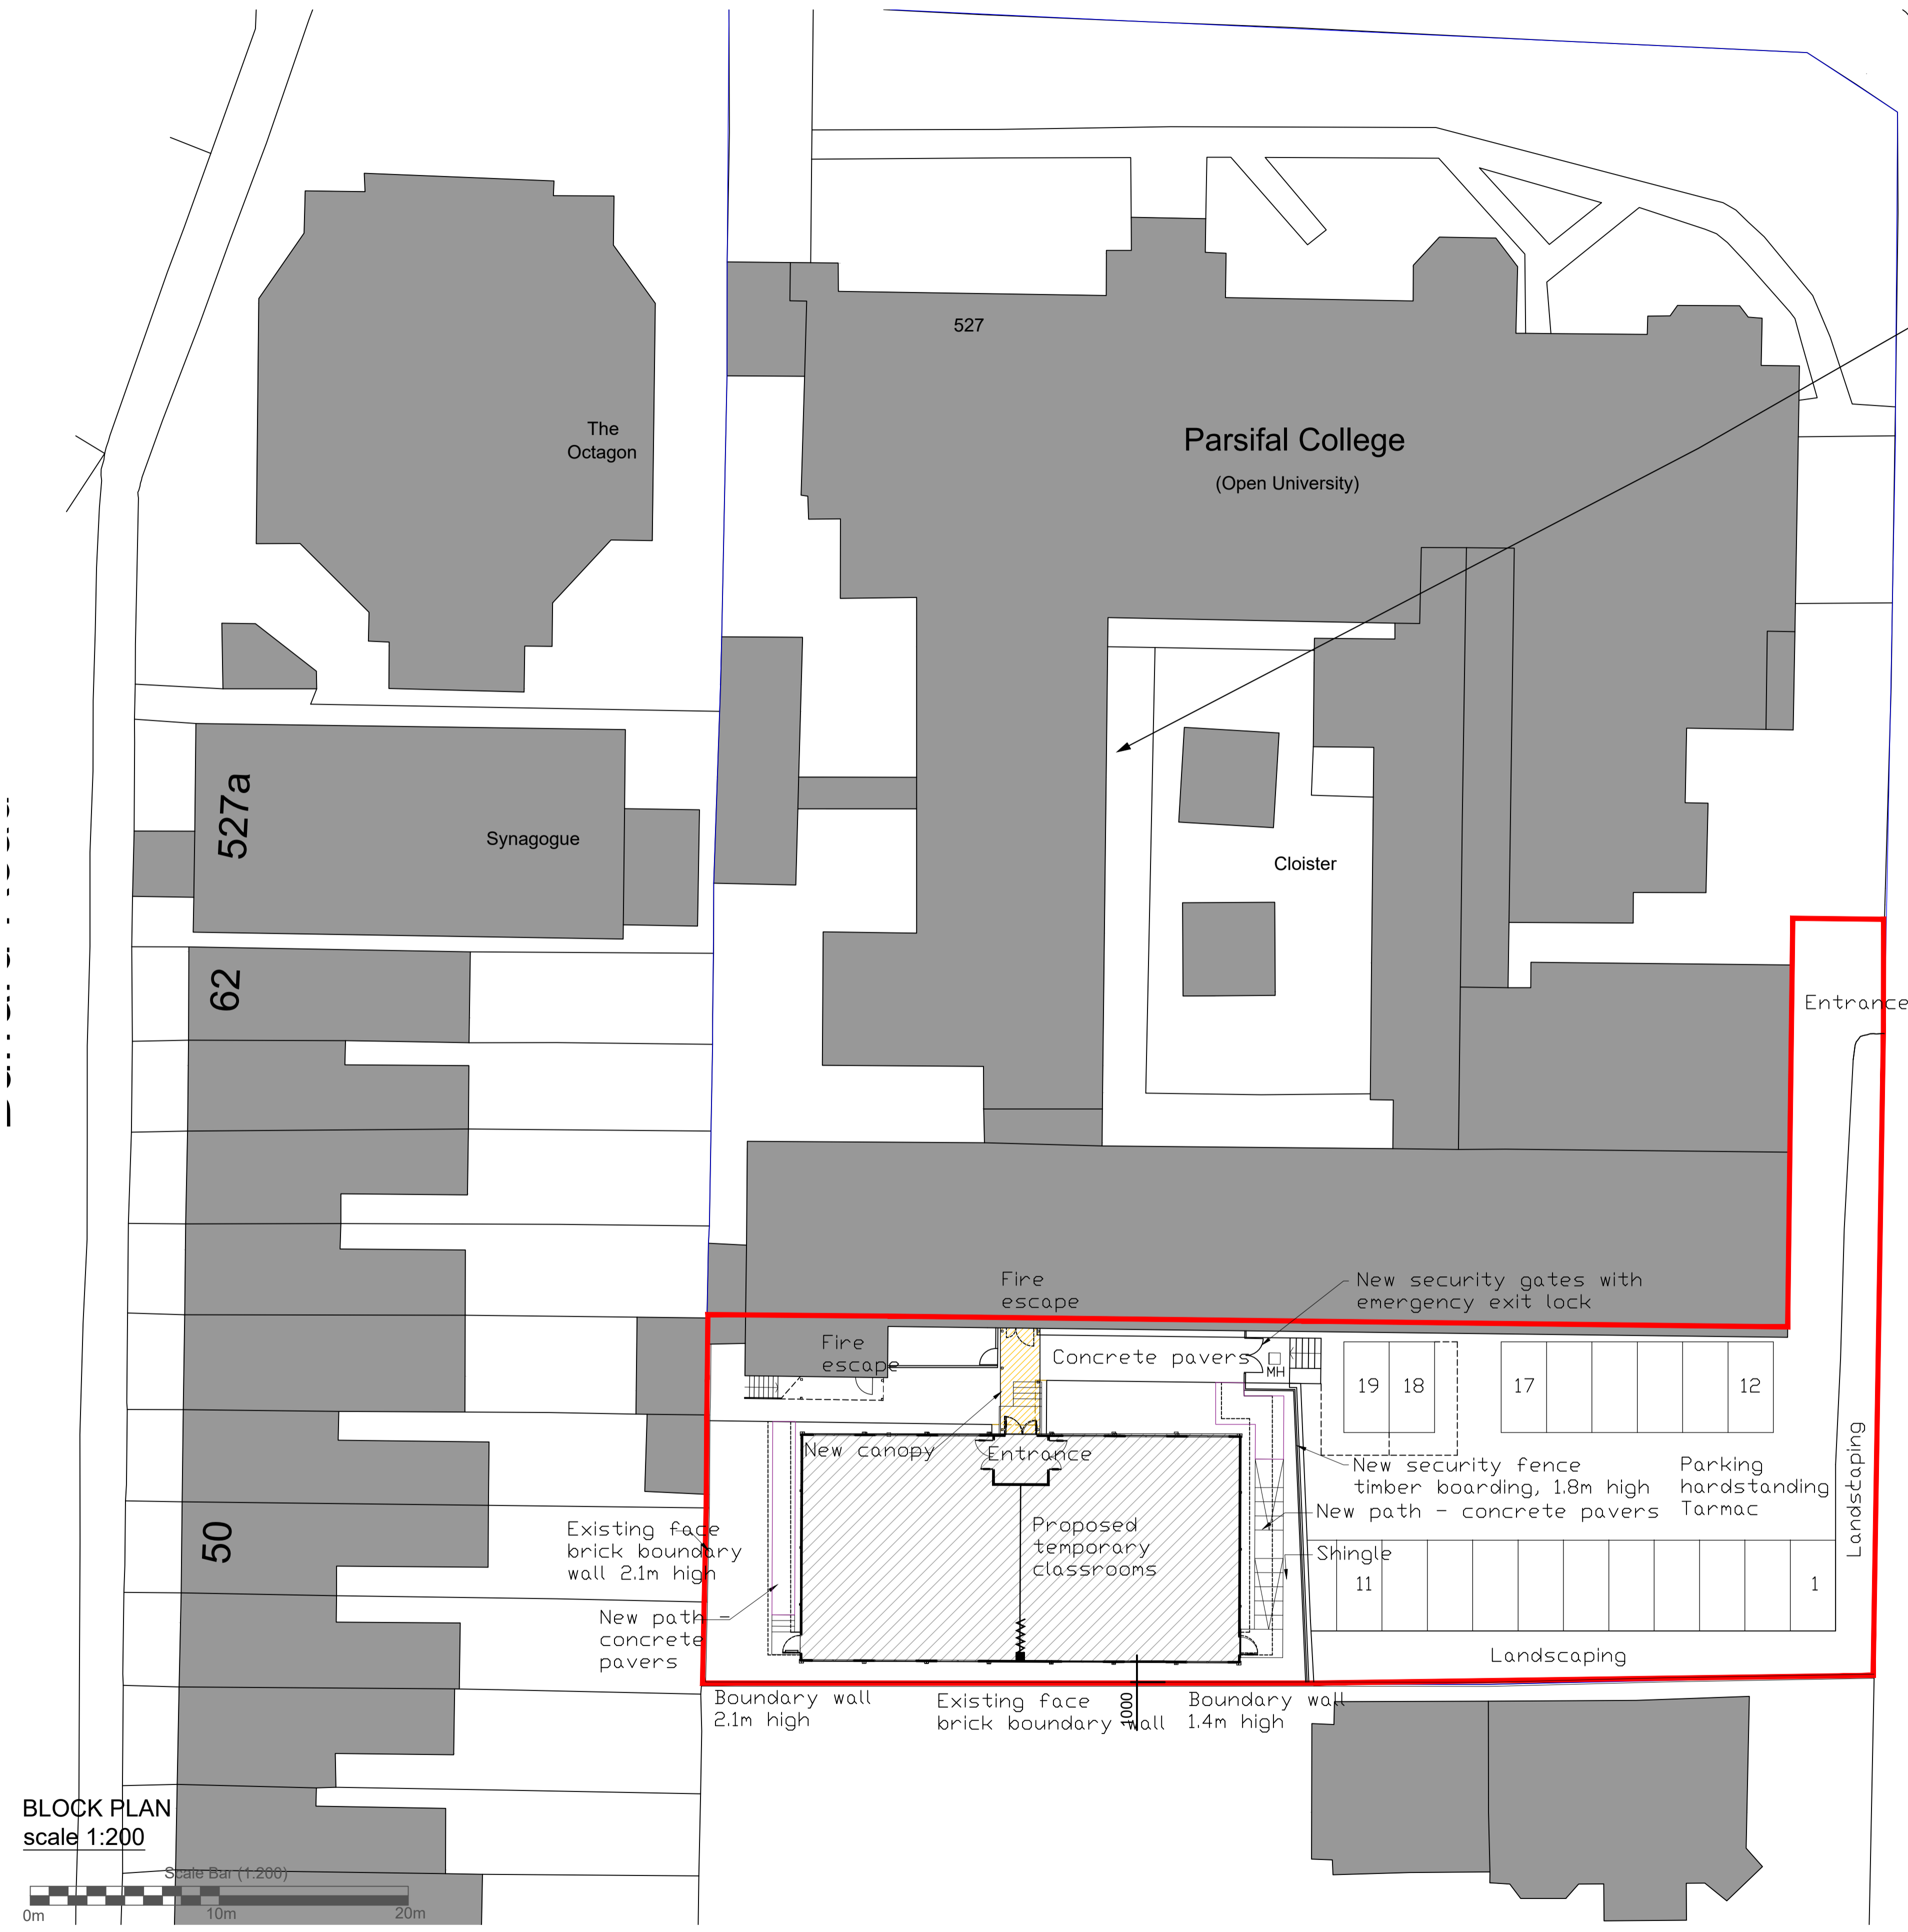 527
The
Octagon
Parsifal College
(Open University)
527a
Synagogue
Cloister
62
Entrance
Fire
escape
New security gates with
emergency exit lock
Fire
escape
Concrete pavers
MH
19
18
17
12
New canopy
Entrance
New security fence
timber boarding, 1.8m high
Parking
hardstanding
Tarmac
Landscaping
New path - concrete pavers
Existing face
brick boundary
wall 2.1m high
50
Proposed
temporary
classrooms
Shingle
11
1
New path -
concrete
pavers
Landscaping
Boundary wall
2.1m high
Existing face
brick boundary wall
1000
Boundary wall
1.4m high
BLOCK PLAN
scale 1:200
Scale Bar (1:200)
0m
10m
20m